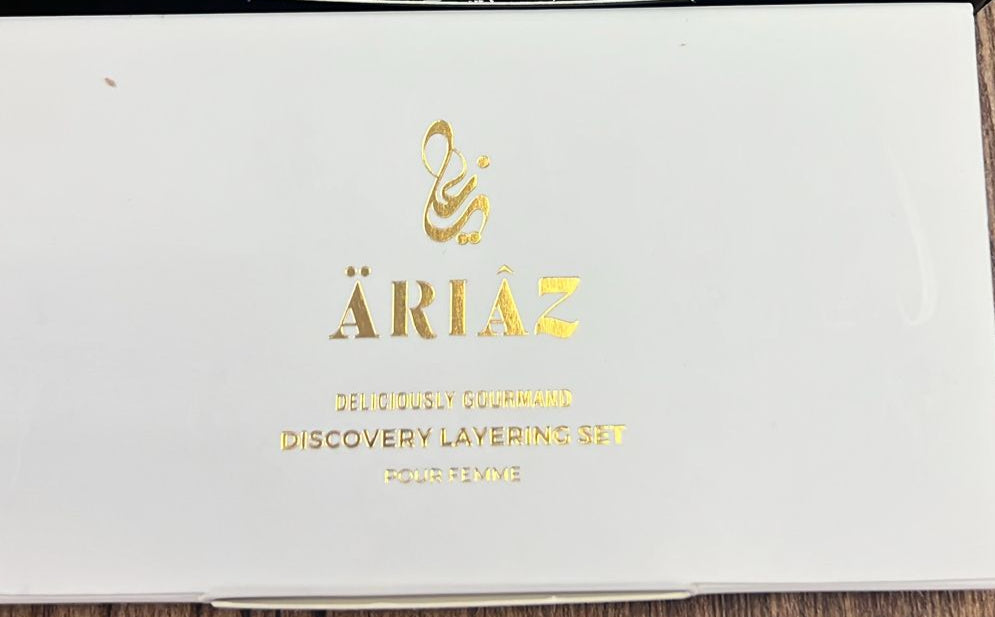 ÄRIÂZ
DELICIOUSLY GOURMAND
DISCOVERY LAYERING SET
POUR FEMME